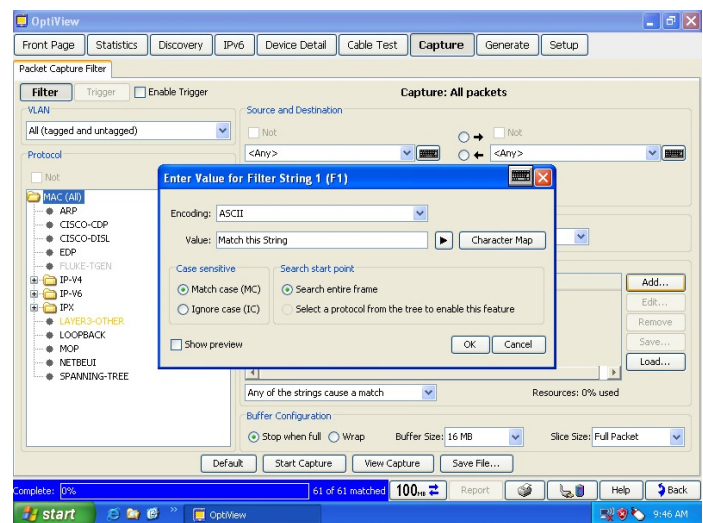 OptiView
Front Page Statistics Discovery IPv6 Device Detail Cable Test Capture Generate Setup
Packet Capture Filter
Filter Trigger Enable Trigger Capture: All packets
VLAN
All (tagged and untagged)
Source and Destination
Not Not
<Any> <Any>
Protocol
Not
MAC (All)
ARP
CISCO-CDP
CISCO-DISL
EDP
FLUKE-TGEN
IP-V4
IP-V6
IPX
LAYER3-OTHER
LOOPBACK
MOP
NETBEUI
SPANNING-TREE
Enter Value for Filter String 1 (F1)
Encoding: ASCII
Value: Match this String Character Map
Case sensitive
Match case (MC)
Ignore case (IC)
Search start point
Search entire frame
Select a protocol from the tree to enable this feature
Show preview OK Cancel
Add...
Edit...
Remove
Save...
Load...
Any of the strings cause a match Resources: 0% used
Buffer Configuration
Stop when full Wrap Buffer Size: 16 MB Slice Size: Full Packet
Default Start Capture View Capture Save File...
Complete: 0% 61 of 61 matched 100 Report Help Back
start OptiView 9:46 AM